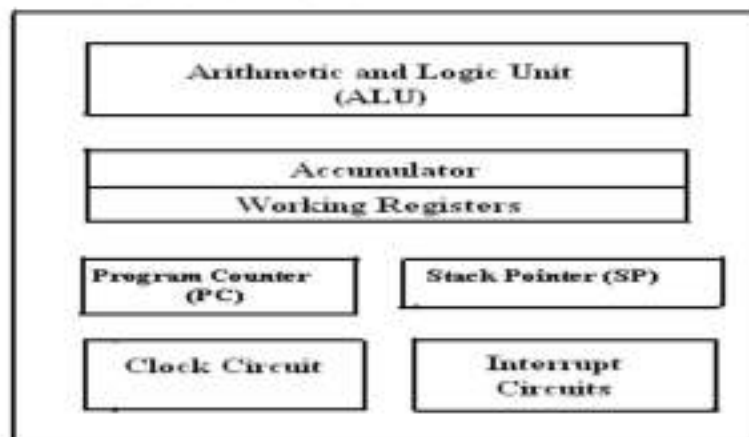 Arithmetic and Logic Unit
(ALU)
Accumulator
Working Registers
Program Counter
(PC)
Stack Pointer (SP)
Clock Circuit
Interrupt
Circuits